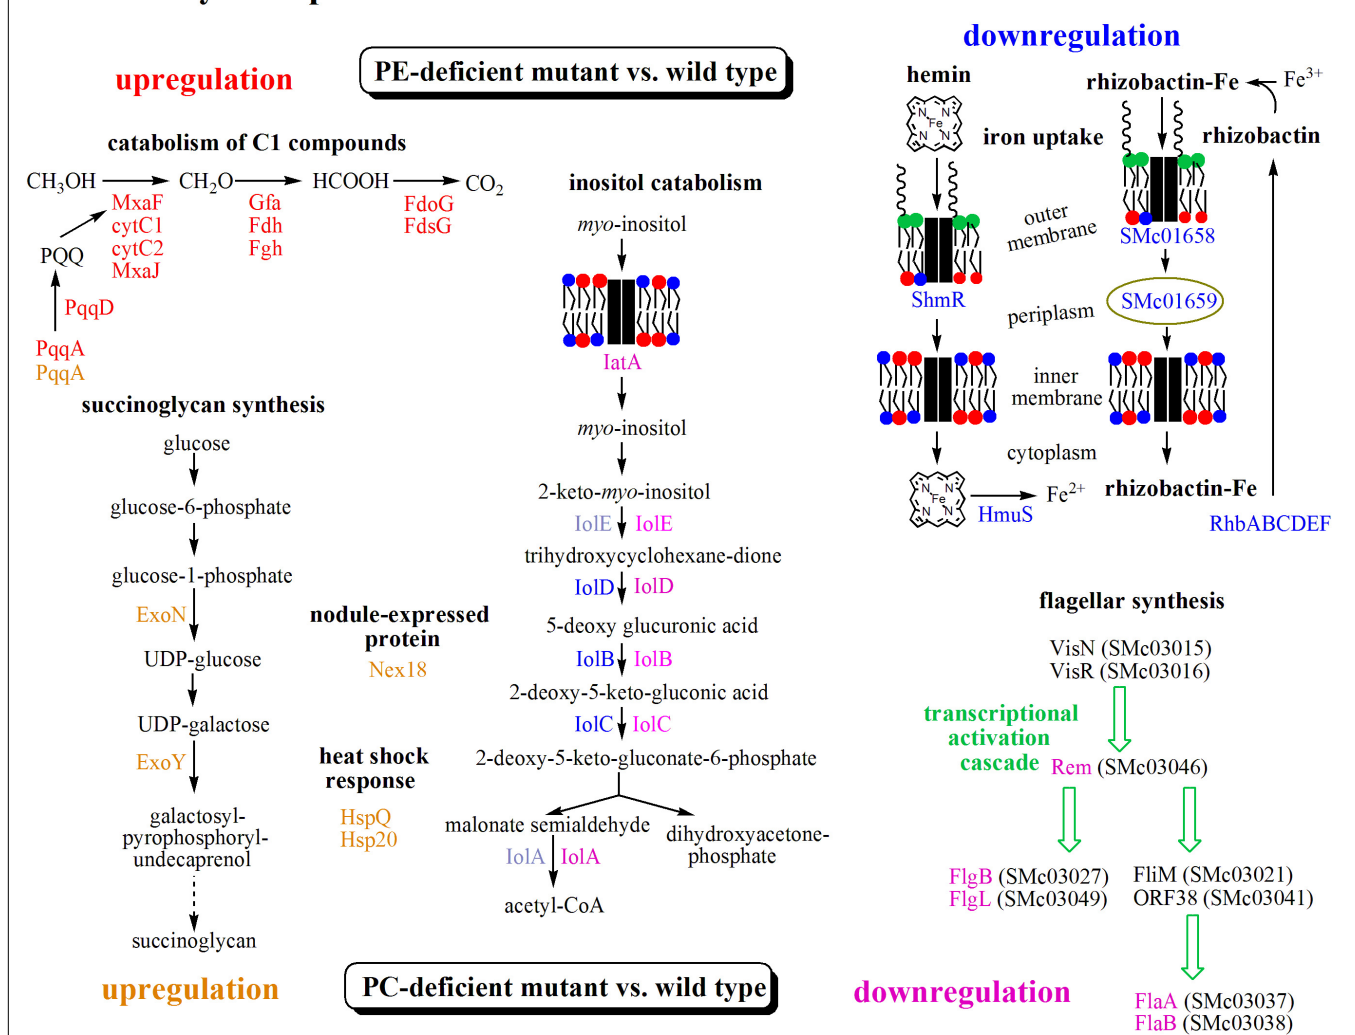 downregulation
upregulation
PE-deficient mutant vs. wild type
catabolism of C1 compounds
CH3OH
CH2O
HCOOH
CO2
MxaF
cytC1
cytC2
MxaJ
Gfa
Fdh
Fgh
FdoG
FdsG
PQQ
PqqD
PqqA
PqqA
succinoglycan synthesis
glucose
glucose-6-phosphate
glucose-1-phosphate
ExoN
UDP-glucose
UDP-galactose
ExoY
galactosyl-
pyrophosphoryl-
undecaprenol
succinoglycan
upregulation
nodule-expressed
protein
Nex18
heat shock
response
HspQ
Hsp20
inositol catabolism
myo-inositol
IatA
myo-inositol
2-keto-myo-inositol
IolE IolE
trihydroxycyclohexane-dione
IolD IolD
5-deoxy glucuronic acid
IolB IolB
2-deoxy-5-keto-gluconic acid
IolC IolC
2-deoxy-5-keto-gluconate-6-phosphate
malonate semialdehyde
dihydroxyacetone-
phosphate
IolA IolA
acetyl-CoA
PC-deficient mutant vs. wild type
hemin
N N
Fe
N N
iron uptake
rhizobactin-Fe
Fe3+
rhizobactin
outer
membrane
ShmR
SMc01658
periplasm
SMc01659
inner
membrane
cytoplasm
N N
Fe
N N
HmuS
Fe2+
rhizobactin-Fe
RhbABCDEF
flagellar synthesis
VisN (SMc03015)
VisR (SMc03016)
transcriptional
activation
cascade
Rem (SMc03046)
FlgB (SMc03027)
FlgL (SMc03049)
FliM (SMc03021)
ORF38 (SMc03041)
downregulation
FlaA (SMc03037)
FlaB (SMc03038)